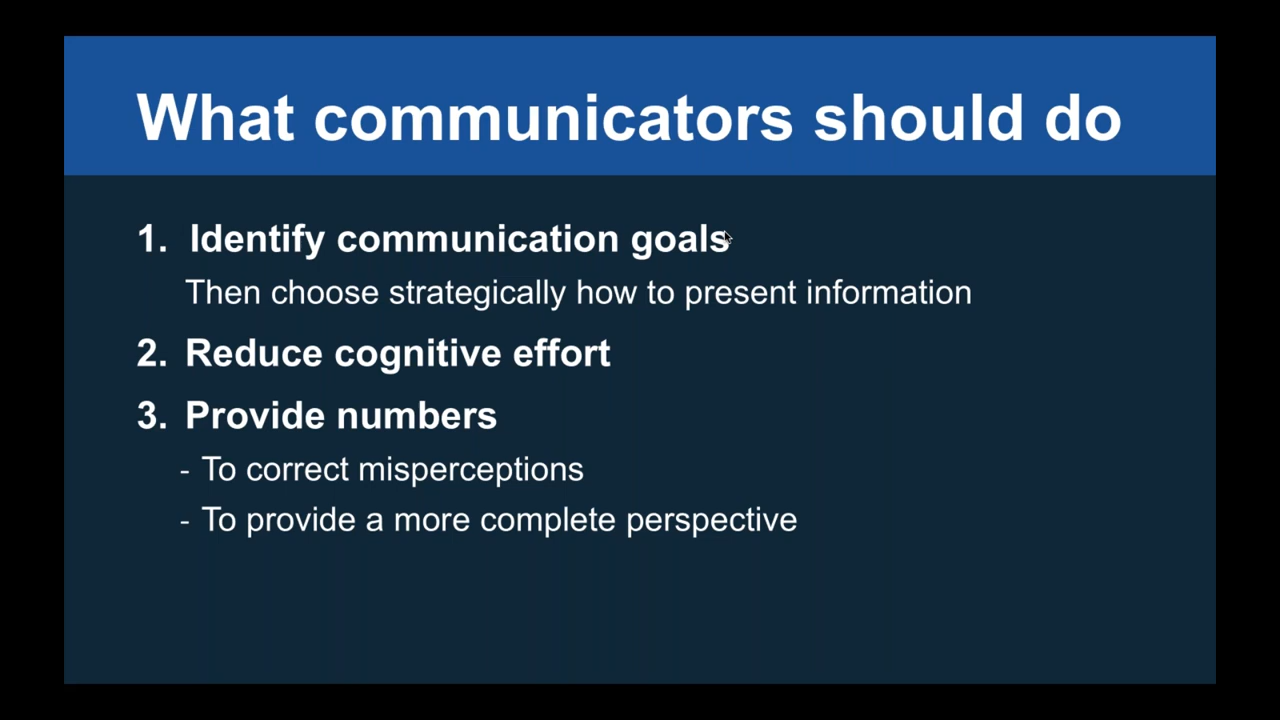 What communicators should do
1. Identify communication goals
Then choose strategically how to present information
2. Reduce cognitive effort
3. Provide numbers
- To correct misperceptions
- To provide a more complete perspective